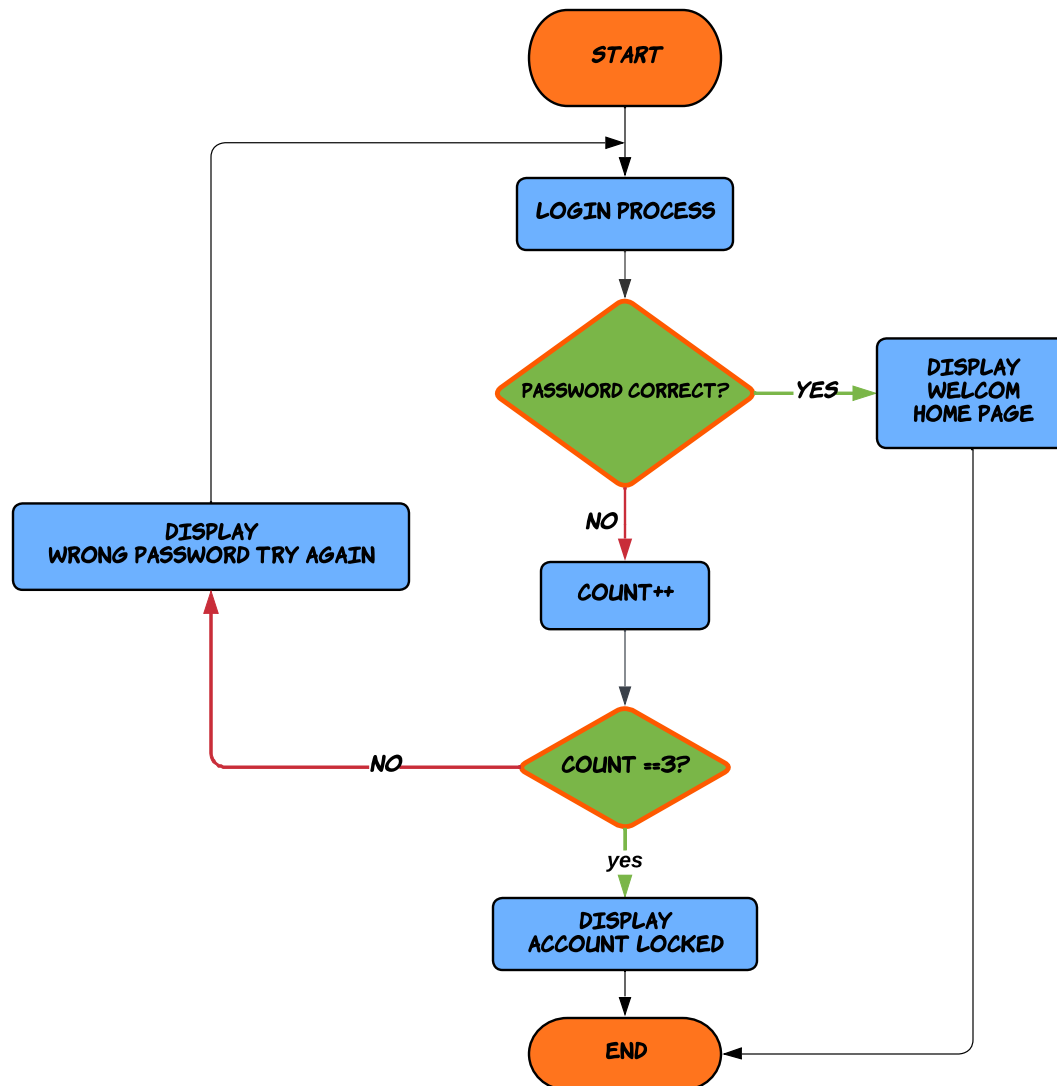 START
LOGIN PROCESS
PASSWORD CORRECT?
YES
DISPLAY
WELCOM
HOME PAGE
NO
DISPLAY
WRONG PASSWORD TRY AGAIN
COUNT++
COUNT ==3?
NO
yes
DISPLAY
ACCOUNT LOCKED
END